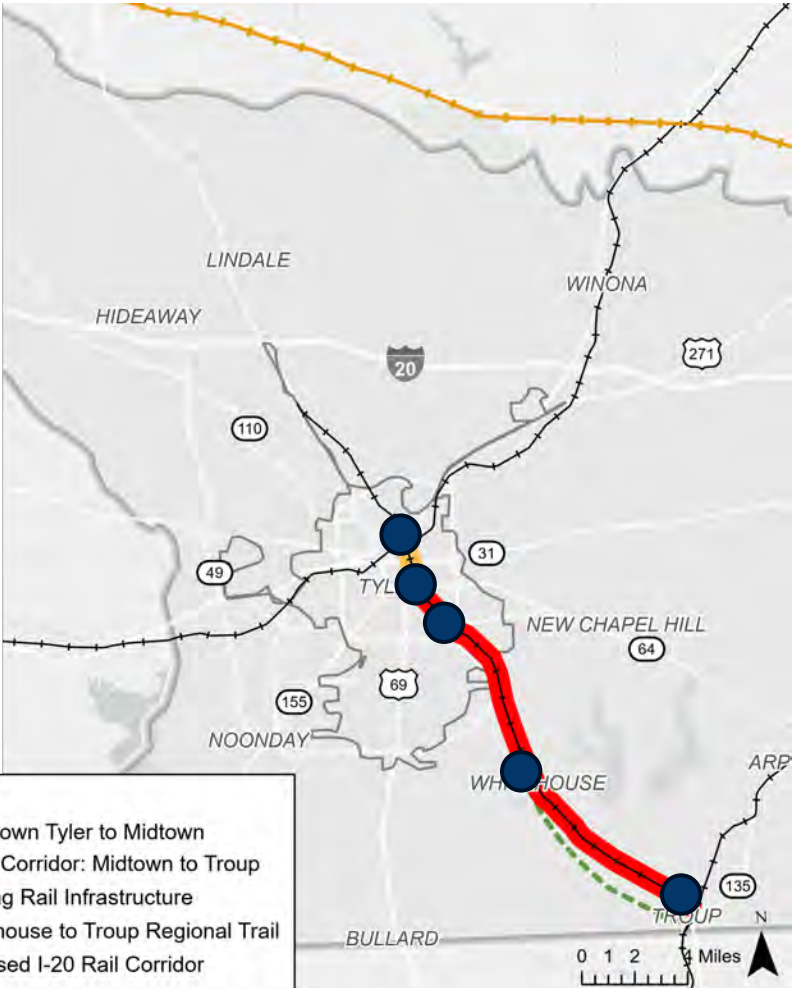 LINDALE
WINONA
HIDEAWAY
271
20
110
31
49
TYL
NEW CHAPEL HILL
64
69
155
NOONDAY
ARP
WH HOUSE
own Tyler to Midtown
Corridor: Midtown to Troup
g Rail Infrastructure
house to Troup Regional Trail
sed I-20 Rail Corridor
135
TROUP
N
BULLARD
0 1 2 4 Miles